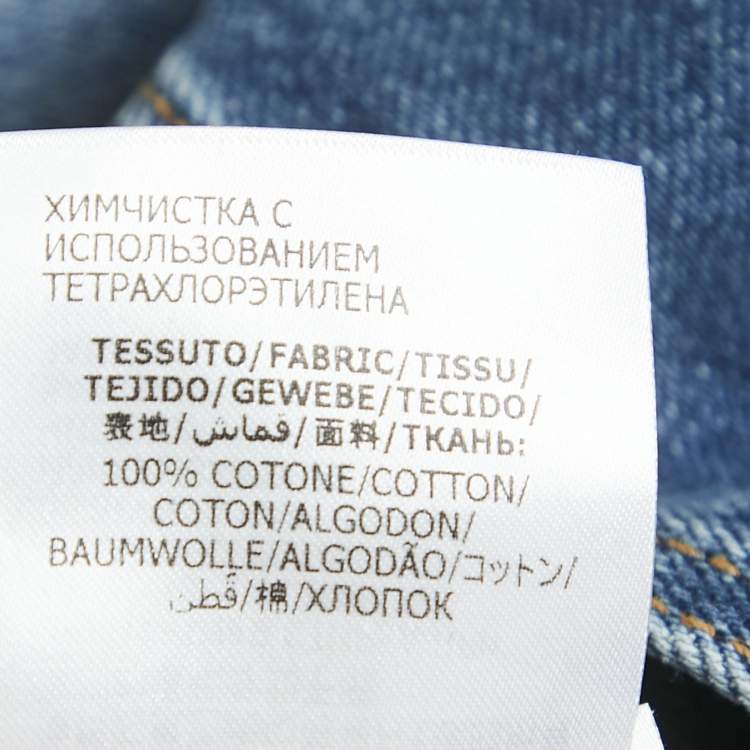 ХИМЧИСТКА С
ИСПОЛЬЗОВАНИЕМ
ТЕТРАХЛОРЭТИЛЕНА
TESSUTO/FABRIC/TISSU/
TEJIDO/GEWEBE/TECIDO/
表地/قماش/面料/ТКАНЬ:
100% COTONE/COTTON/
COTON/ALGODON/
BAUMWOLLE/ALGODÃO/コットン/
قطن/棉/ХЛОПОК